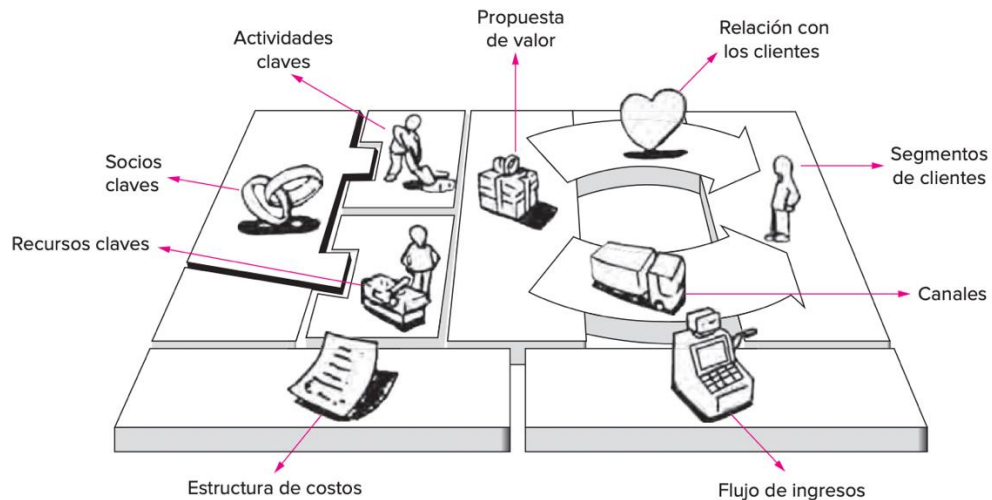 Propuesta
de valor
Relación con
los clientes
Actividades
claves
Socios
claves
Segmentos
de clientes
Recursos claves
Canales
Estructura de costos
Flujo de ingresos